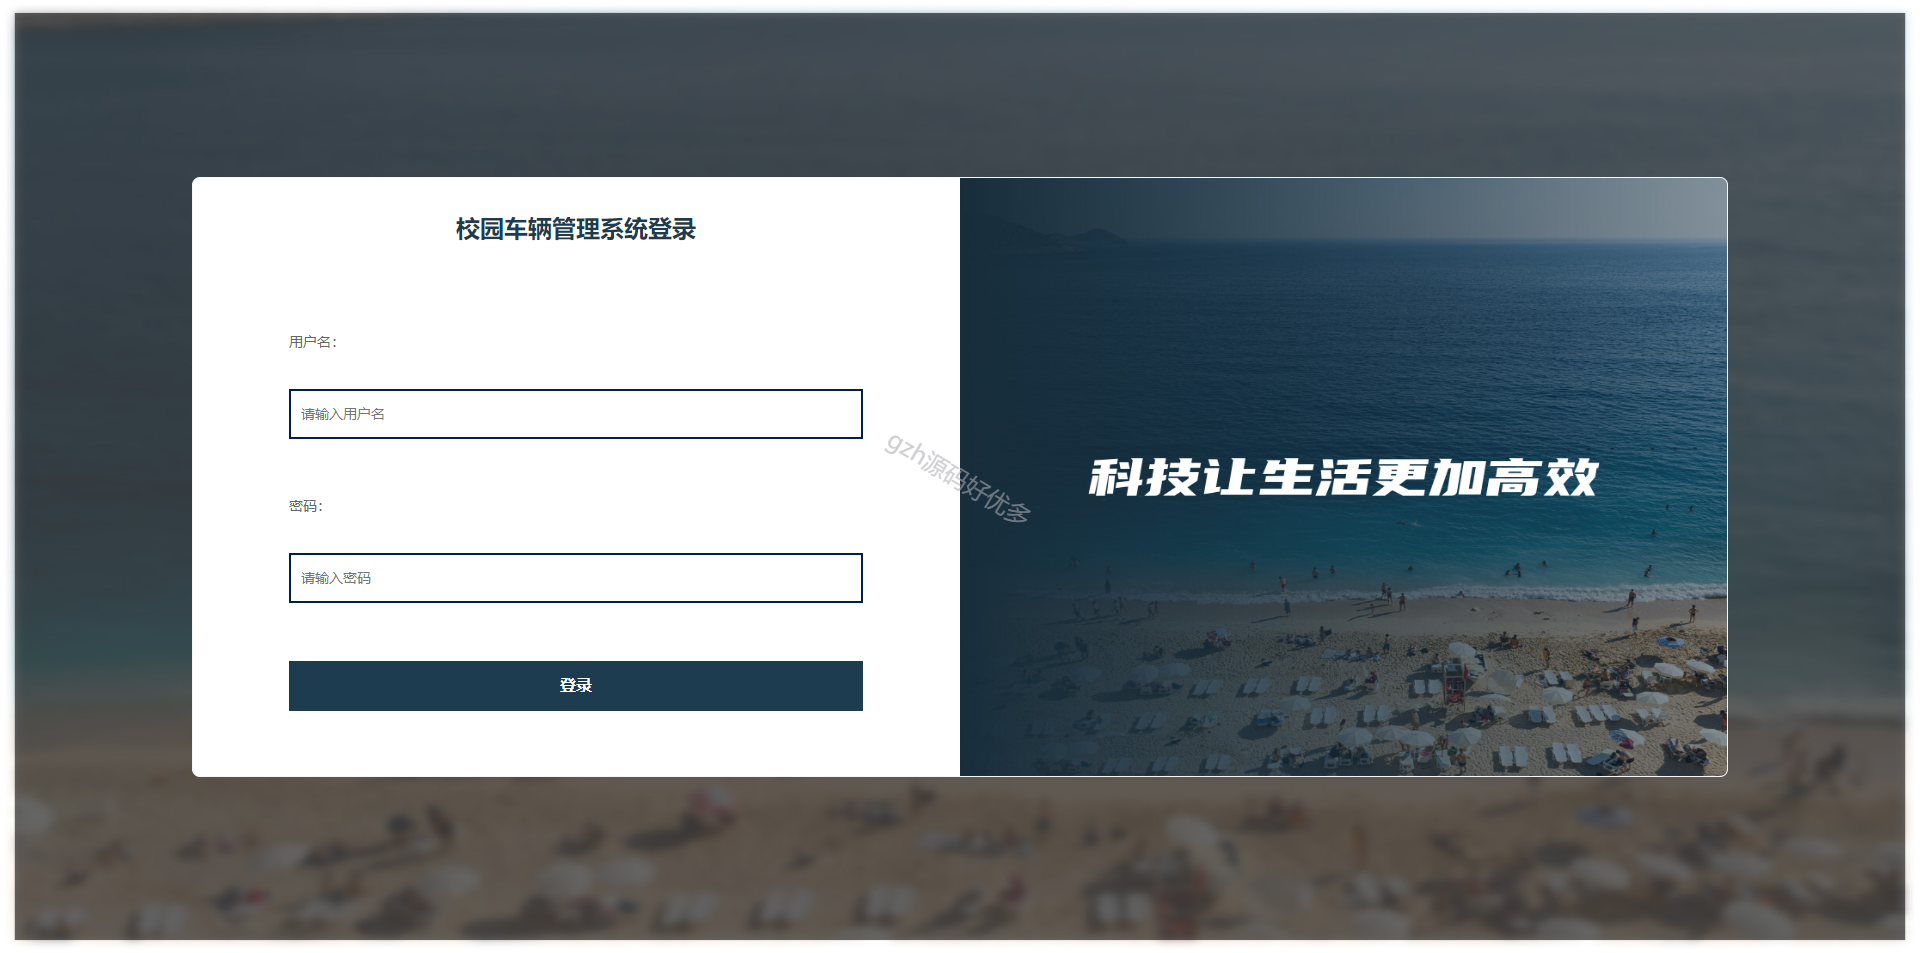 校园车辆管理系统登录
用户名：
请输入用户名
密码：
请输入密码
登录
gzh源码好优多
科技让生活更加高效